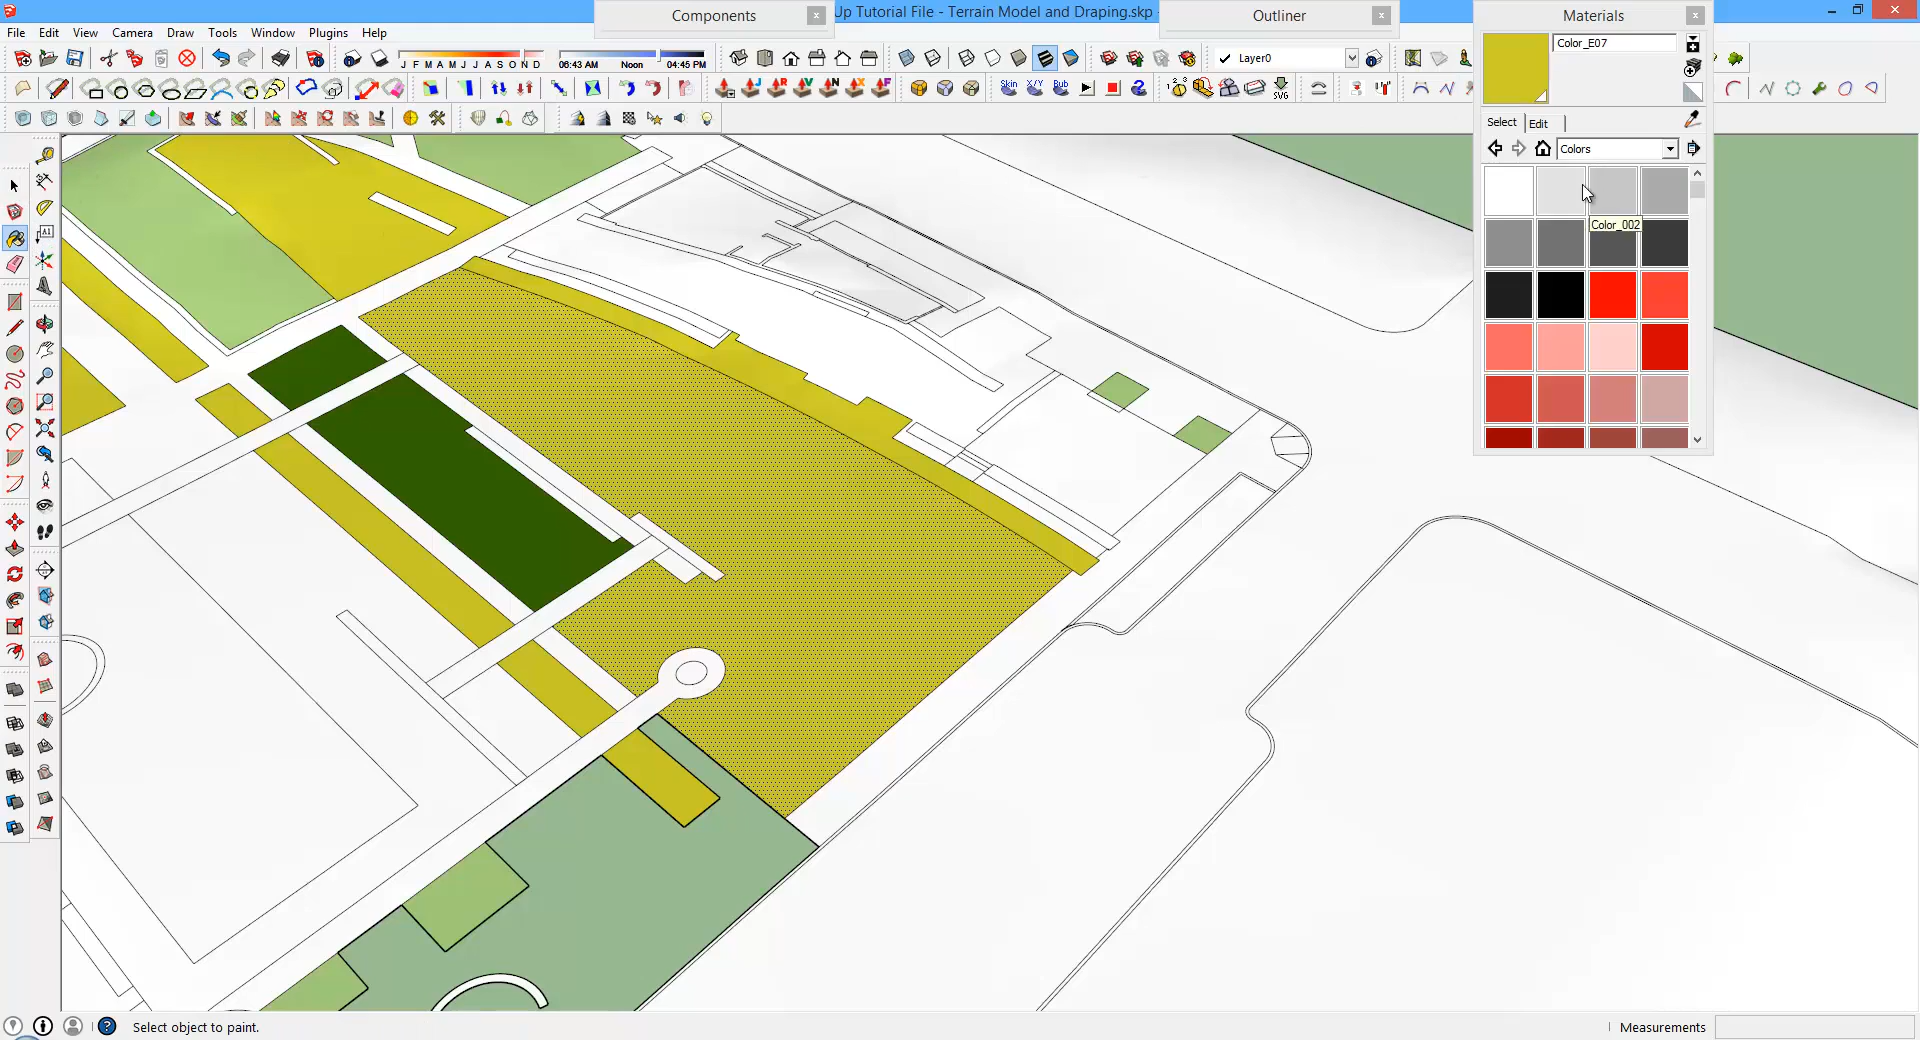 Components
Up Tutorial File - Terrain Model and Draping.skp
Outliner
Materials
File Edit View Camera Draw Tools Window Plugins Help
Color_E07
J F M A M J J A S O N D
06:43 AM Noon 04:45 PM
Layer0
J R V N X F
Skin X/Y Bub
SVG
Select Edit
Colors
Color_002
A1
Select object to paint.
Measurements